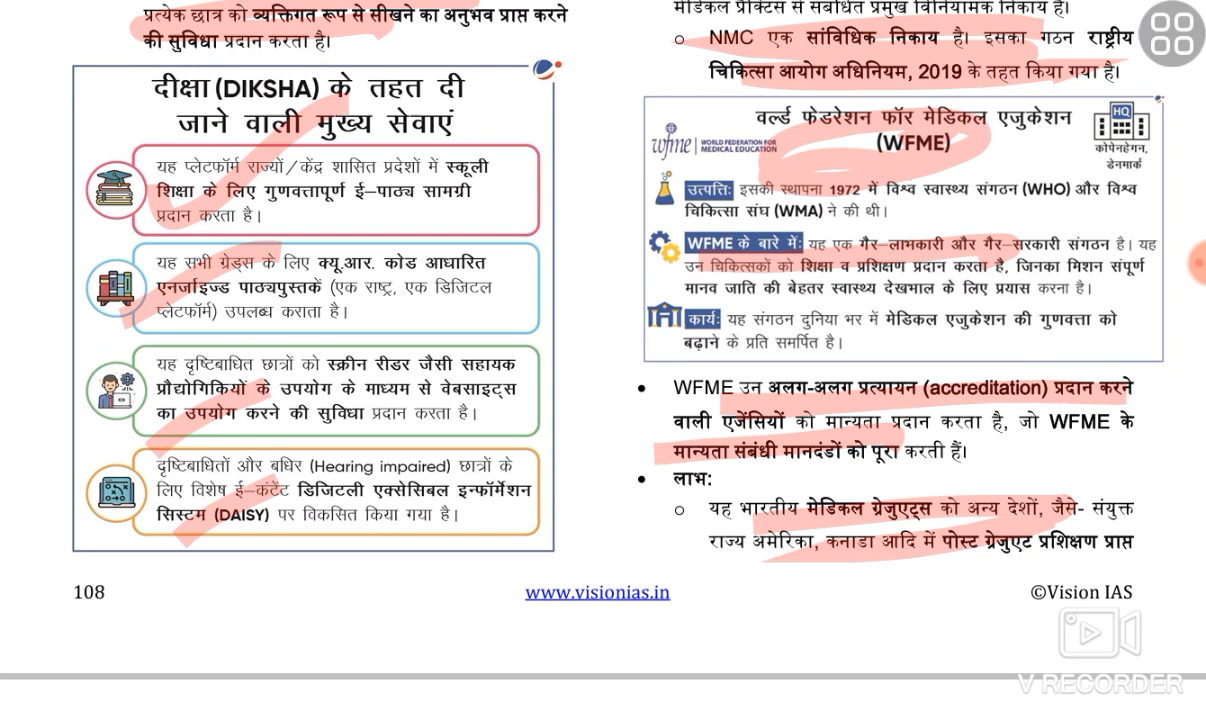 प्रत्येक छात्र को व्यक्तिगत रूप से सीखने का अनुभव प्राप्त करने
की सुविधा प्रदान करता है।
दीक्षा (DIKSHA) के तहत दी
जाने वाली मुख्य सेवाएं
यह प्लेटफॉर्म राज्यों/केंद्र शासित प्रदेशों में स्कूली
शिक्षा के लिए गुणवत्तापूर्ण ई–पाठ्य सामग्री
प्रदान करता है।
यह सभी ग्रेड्स के लिए क्यू.आर. कोड आधारित
एनर्जाइज्ड पाठ्यपुस्तकें (एक राष्ट्र, एक डिजिटल
प्लेटफॉर्म) उपलब्ध कराता है।
यह दृष्टिबाधित छात्रों को स्क्रीन रीडर जैसी सहायक
प्रौद्योगिकियों के उपयोग के माध्यम से वेबसाइट्स
का उपयोग करने की सुविधा प्रदान करता है।
दृष्टिबाधितों और बधिर (Hearing impaired) छात्रों के
लिए विशेष ई–कंटेंट डिजिटली एक्सेसिबल इन्फॉर्मेशन
सिस्टम (DAISY) पर विकसित किया गया है।
मेडिकल प्रैक्टिस से संबंधित प्रमुख विनियामक निकाय है।
o NMC एक सांविधिक निकाय है। इसका गठन राष्ट्रीय
चिकित्सा आयोग अधिनियम, 2019 के तहत किया गया है।
wfme | WORLD FEDERATION FOR
MEDICAL EDUCATION
वर्ल्ड फेडरेशन फॉर मेडिकल एजुकेशन
(WFME)
HQ
कोपेनहेगन,
डेनमार्क
उत्पत्ति: इसकी स्थापना 1972 में विश्व स्वास्थ्य संगठन (WHO) और विश्व
चिकित्सा संघ (WMA) ने की थी।
WFME के बारे में: यह एक गैर–लाभकारी और गैर–सरकारी संगठन है। यह
उन चिकित्सकों को शिक्षा व प्रशिक्षण प्रदान करता है, जिनका मिशन संपूर्ण
मानव जाति की बेहतर स्वास्थ्य देखभाल के लिए प्रयास करना है।
कार्य: यह संगठन दुनिया भर में मेडिकल एजुकेशन की गुणवत्ता को
बढ़ाने के प्रति समर्पित है।
• WFME उन अलग-अलग प्रत्यायन (accreditation) प्रदान करने
वाली एजेंसियों को मान्यता प्रदान करता है, जो WFME के
मान्यता संबंधी मानदंडों को पूरा करती हैं।
• लाभ:
o यह भारतीय मेडिकल ग्रेजुएट्स को अन्य देशों, जैसे- संयुक्त
राज्य अमेरिका, कनाडा आदि में पोस्ट ग्रेजुएट प्रशिक्षण प्राप्त
108
www.visionias.in
©Vision IAS
V RECORDER